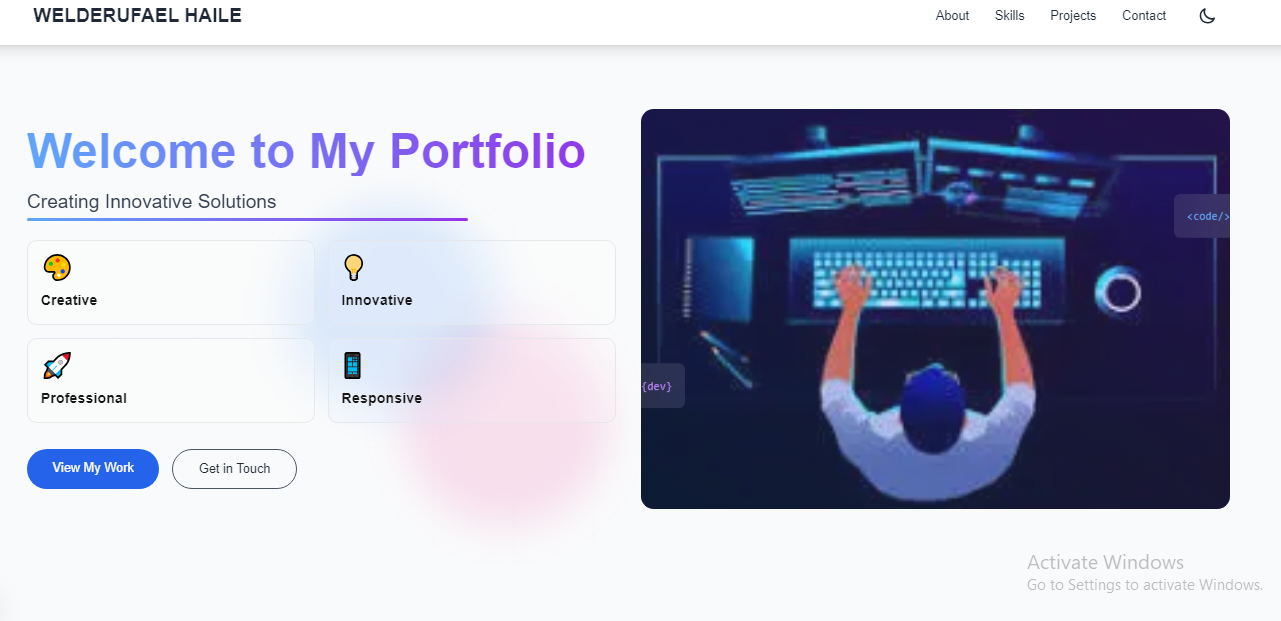 WELDERUFAEL HAILE
About Skills Projects Contact
Welcome to My Portfolio
Creating Innovative Solutions
Creative
Innovative
Professional
Responsive
View My Work
Get in Touch
<code/>
{dev}
Activate Windows
Go to Settings to activate Windows.